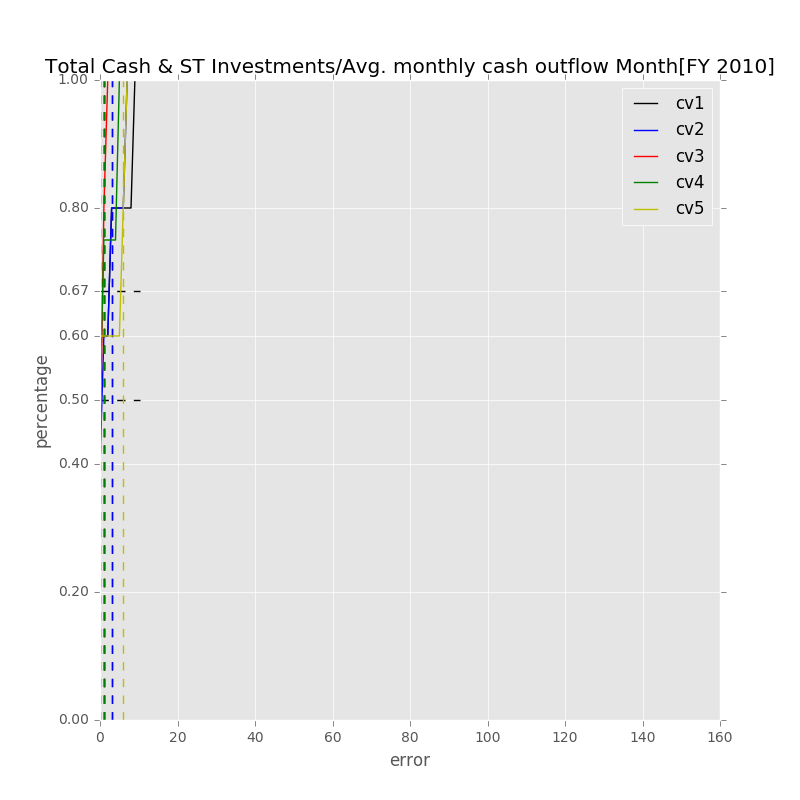 Total Cash & ST Investments/Avg. monthly cash outflow Month[FY 2010]
1.00
cv1
cv2
cv3
cv4
cv5
0.80
0.67
0.60
0.50
0.40
0.20
0.00
percentage
0 20 40 60 80 100 120 140 160
error